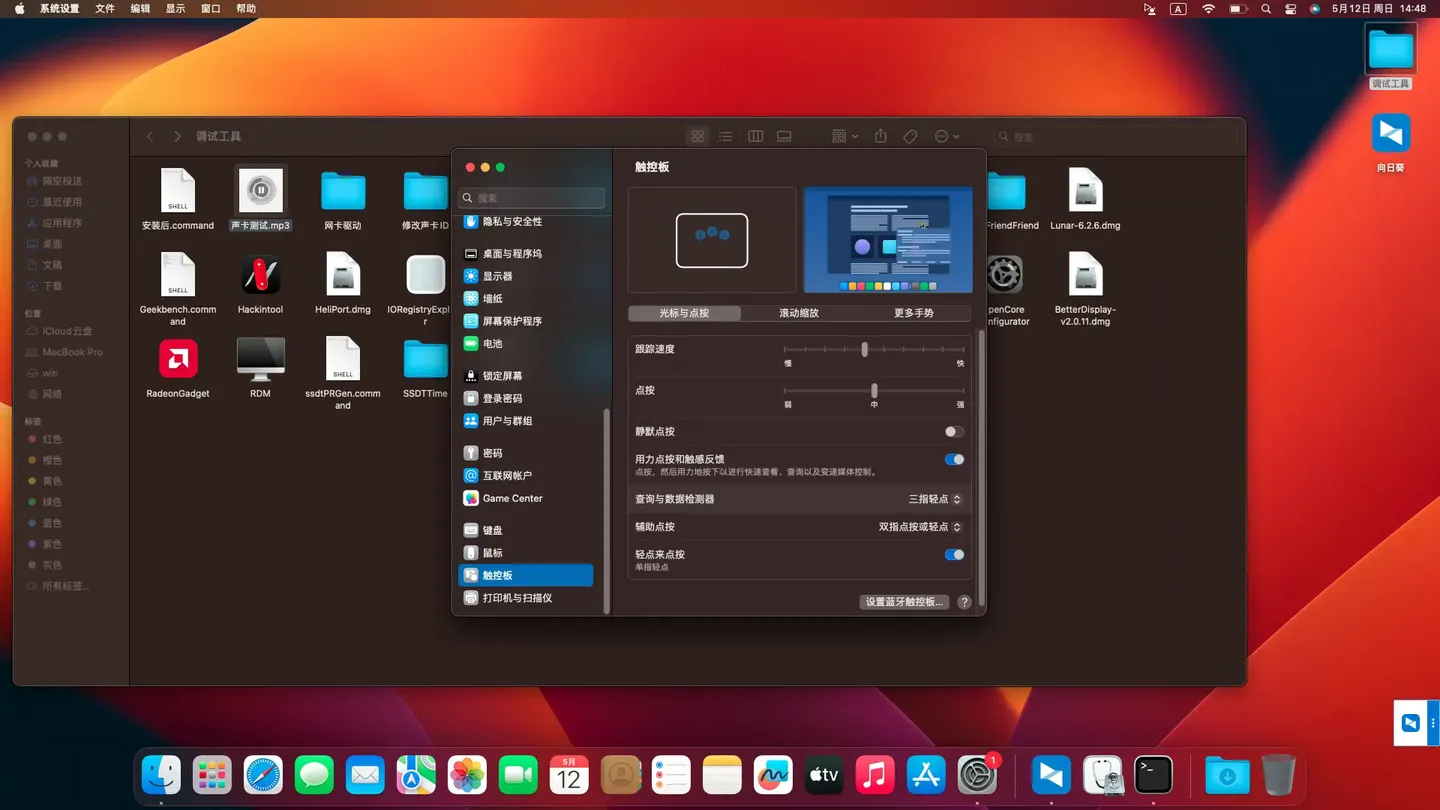 系统设置 文件 编辑 显示 窗口 帮助
A
5月12日 周日 14:48
调试工具
向日葵
调试工具
搜索
个人收藏
隔空投送
最近使用
应用程序
桌面
文稿
下载
位置
iCloud云盘
MacBook Pro
win
网络
标签
红色
橙色
黄色
绿色
蓝色
紫色
灰色
所有标签...
SHELL
安装后.command
声卡测试.mp3
网卡驱动
修改声卡ID
FriendFriend
Lunar-6.2.6.dmg
SHELL
Geekbench.comm
and
Hackintool
HeliPort.dmg
IORegistryExpl
r
penCore
nfigurator
BetterDisplay-
v2.0.11.dmg
RadeonGadget
RDM
SHELL
ssdtPRGen.comm
and
SSDTTime
搜索
隐私与安全性
桌面与程序坞
显示器
墙纸
屏幕保护程序
电池
锁定屏幕
登录密码
用户与群组
密码
互联网帐户
Game Center
键盘
鼠标
触控板
打印机与扫描仪
触控板
光标与点按 滚动缩放 更多手势
跟踪速度
慢 快
点按
弱 中 强
静默点按
用力点按和触感反馈
点按，然后用力地按下以进行快速查看、查询以及变速媒体控制。
查询与数据检测器 三指轻点
辅助点按 双指点按或轻点
轻点来点按
单指轻点
设置蓝牙触控板... ?
5月
12
tv
1
>_